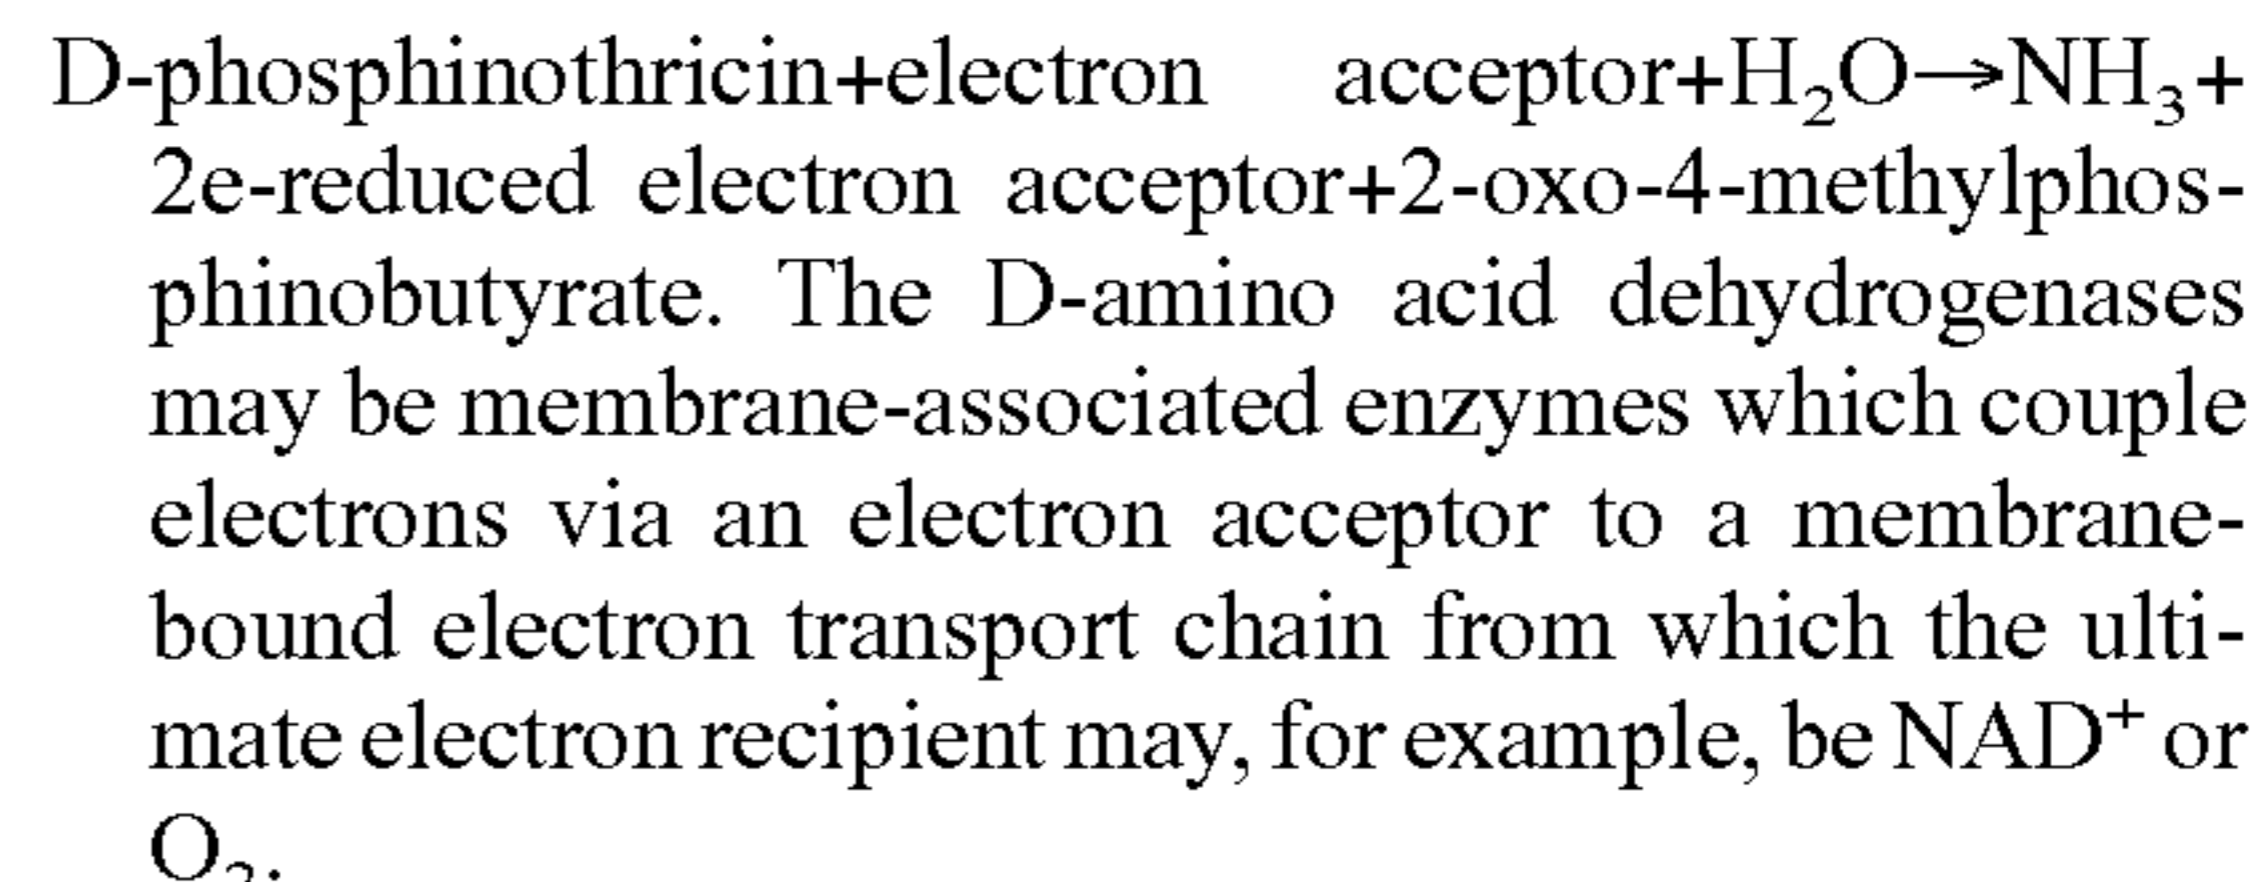 D-phosphinothricin+electron acceptor+H₂O→NH₃+
2e-reduced electron acceptor+2-oxo-4-methylphos-
phinobutyrate. The D-amino acid dehydrogenases
may be membrane-associated enzymes which couple
electrons via an electron acceptor to a membrane-
bound electron transport chain from which the ulti-
mate electron recipient may, for example, be NAD⁺ or
O₂.